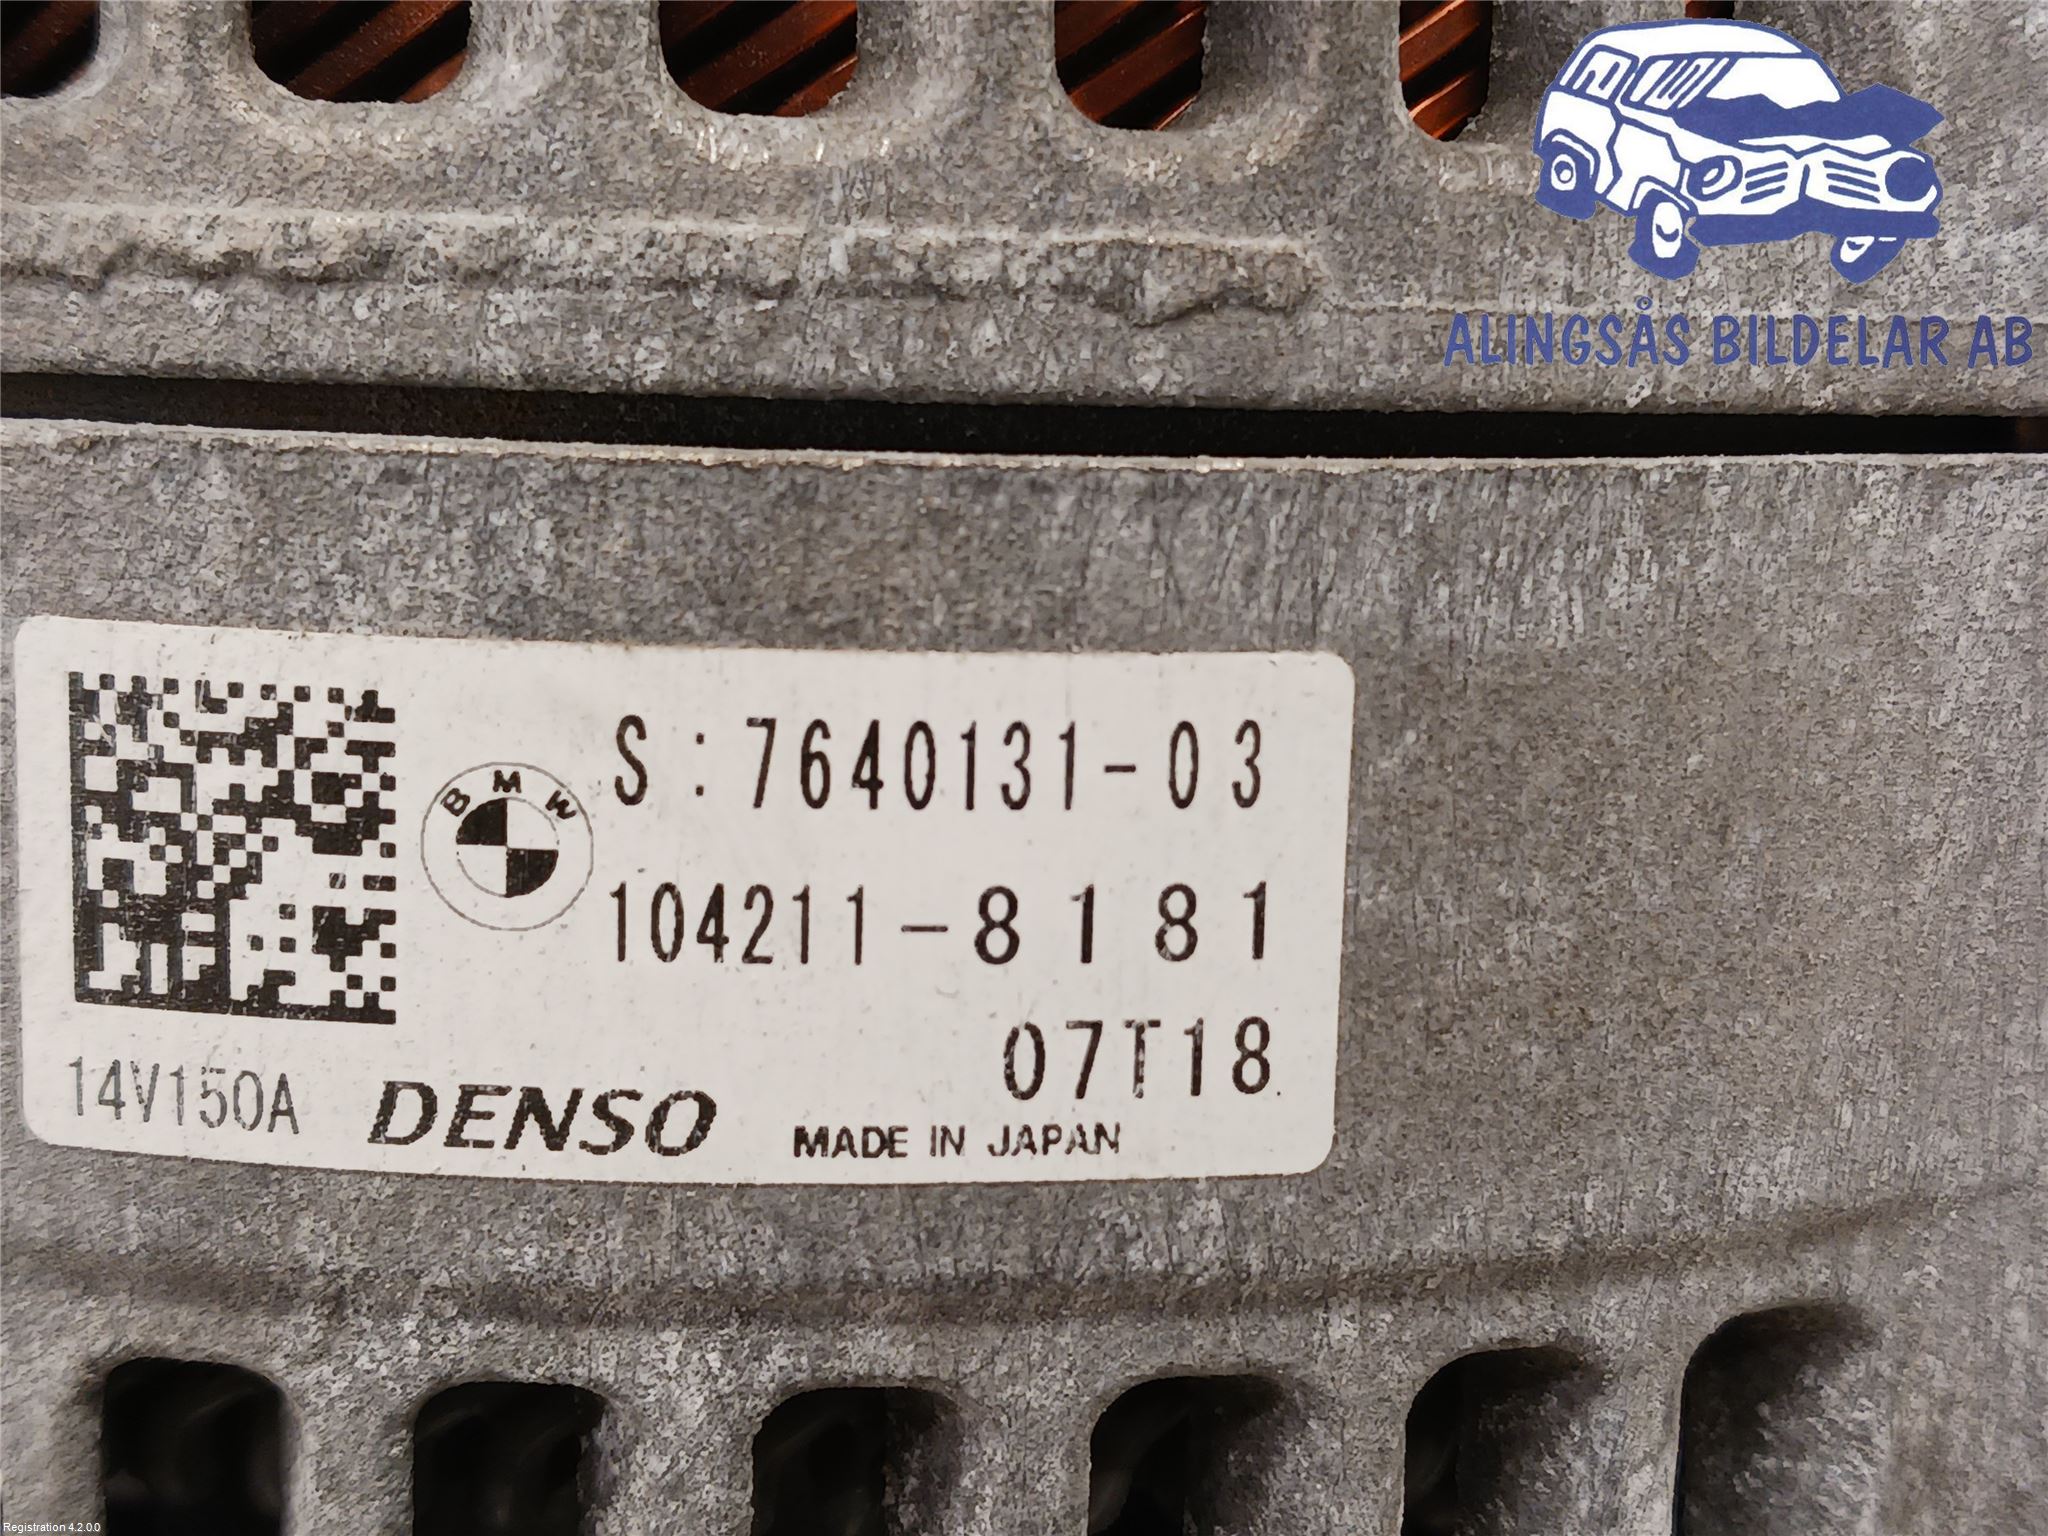 ALINGSÅS BILDELAR AB
BMW
S:7640131-03
104211-8181
07T18
14V150A
DENSO
MADE IN JAPAN
Registration 4.2.0.0